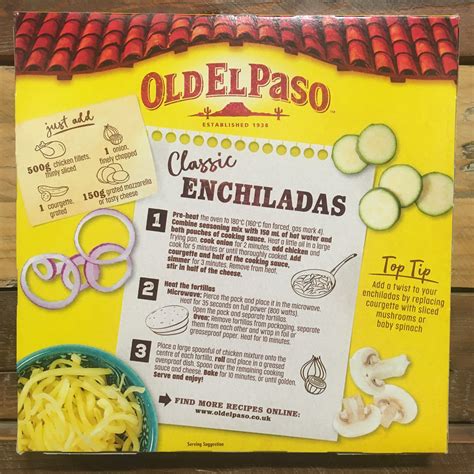 OLD EL PASO
ESTABLISHED 1938
just add
500g chicken fillets,
thinly sliced
1 onion,
finely chopped
1 courgette,
grated
150g grated mozzarella
or tasty cheese
Classic
ENCHILADAS
1
Pre-heat the oven to 180°C (160°C fan forced, gas mark 4).
Combine seasoning mix with 150 ml of hot water and
both pouches of cooking sauce. Heat a little oil in a large
frying pan, cook onion for 2 minutes, add chicken and
cook for 5 minutes or until thoroughly cooked. Add
courgette and half of the cooking sauce,
simmer for 3 minutes. Remove from heat,
stir in half of the cheese.
2
Heat the tortillas
Microwave: Pierce the pack and place it in the microwave.
Heat for 35 seconds on full power (800 watts).
Open the pack and separate tortillas.
Oven: Remove tortillas from packaging, separate
them from each other and wrap in foil or
greaseproof paper. Heat for 10 minutes.
3
Place a large spoonful of chicken mixture onto the
centre of each tortilla, roll and place in a greased
ovenproof dish. Spoon over the remaining cooking
sauce and cheese. Bake for 10 minutes or until golden.
Serve and enjoy!
FIND MORE RECIPES ONLINE:
www.oldelpaso.co.uk
Top Tip
Add a twist to your
enchiladas by replacing
courgette with sliced
mushrooms or
baby spinach
Serving Suggestion